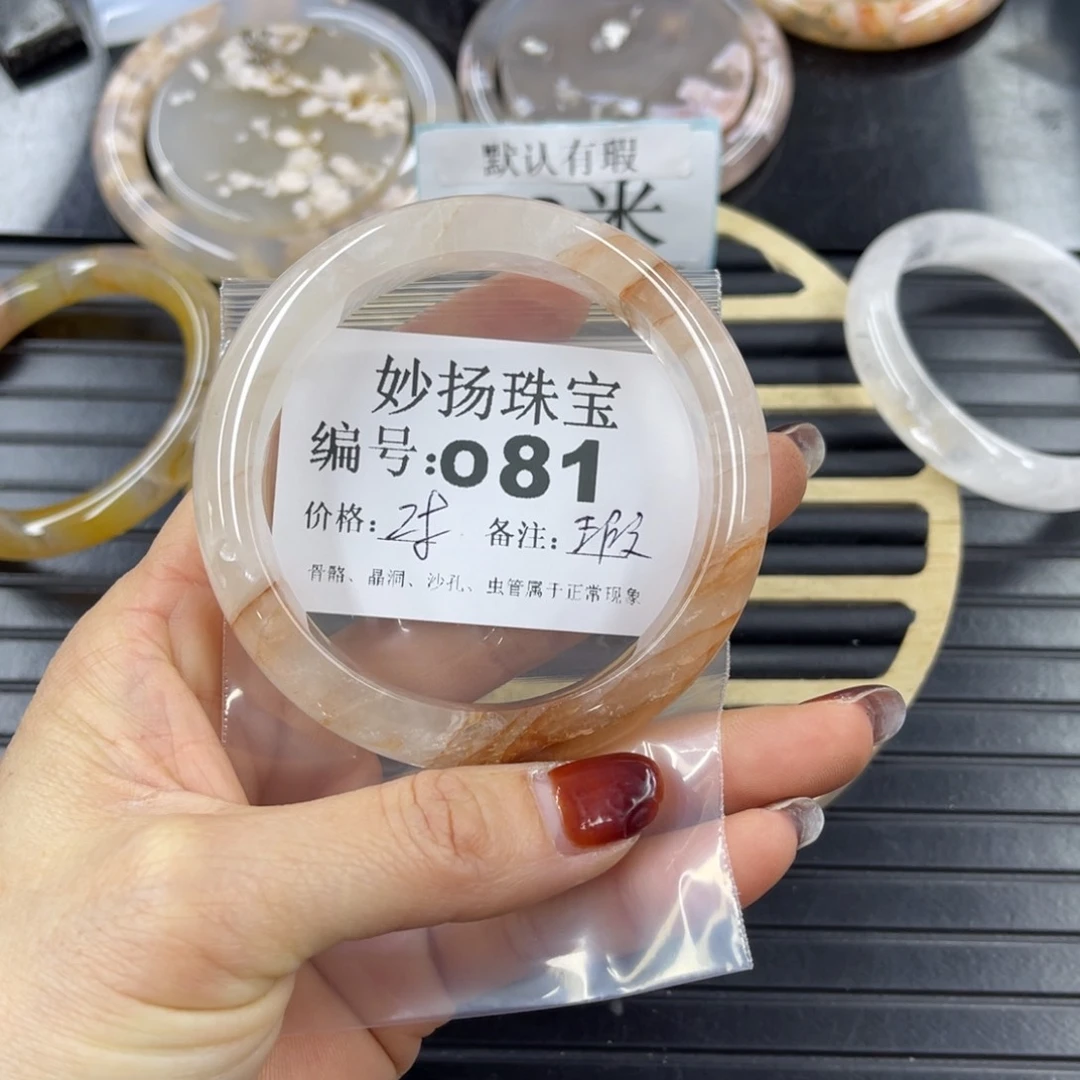 默认有瑕
米
妙扬珠宝
编号:081
价格: 备注:瑕
骨骼、晶洞、沙孔、虫管属于正常现象